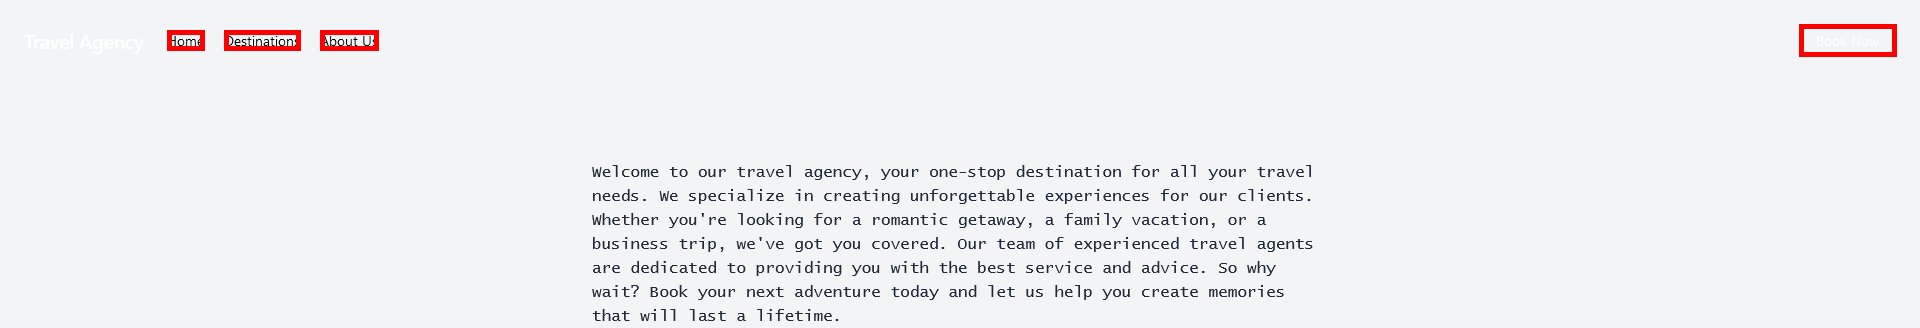 Travel Agency Home Destinations About Us Book Now
Welcome to our travel agency, your one-stop destination for all your travel
needs. We specialize in creating unforgettable experiences for our clients.
Whether you're looking for a romantic getaway, a family vacation, or a
business trip, we've got you covered. Our team of experienced travel agents
are dedicated to providing you with the best service and advice. So why
wait? Book your next adventure today and let us help you create memories
that will last a lifetime.